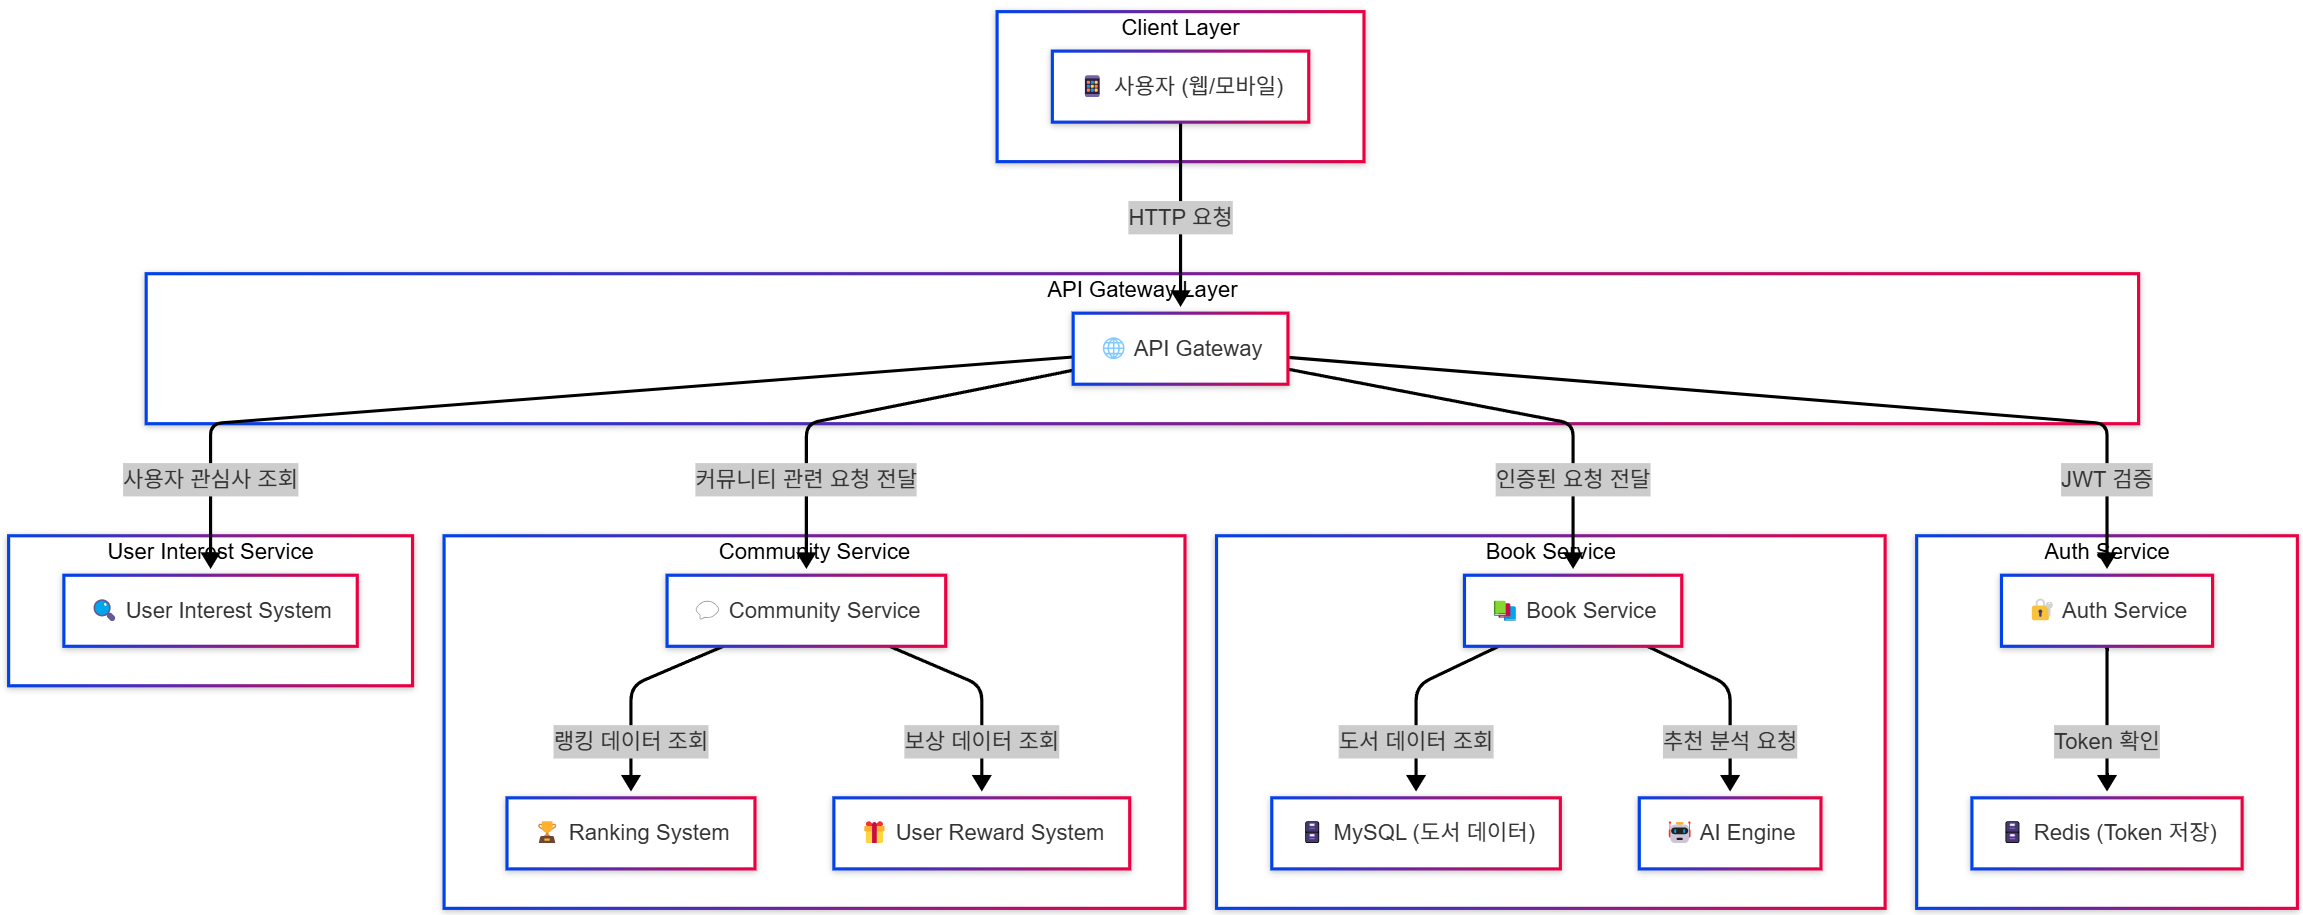 Client Layer
사용자 (웹/모바일)
HTTP 요청
API Gateway Layer
API Gateway
사용자 관심사 조회
커뮤니티 관련 요청 전달
인증된 요청 전달
JWT 검증
User Interest Service
Community Service
Book Service
Auth Service
User Interest System
Community Service
Book Service
Auth Service
랭킹 데이터 조회
보상 데이터 조회
도서 데이터 조회
추천 분석 요청
Token 확인
Ranking System
User Reward System
MySQL (도서 데이터)
AI Engine
Redis (Token 저장)